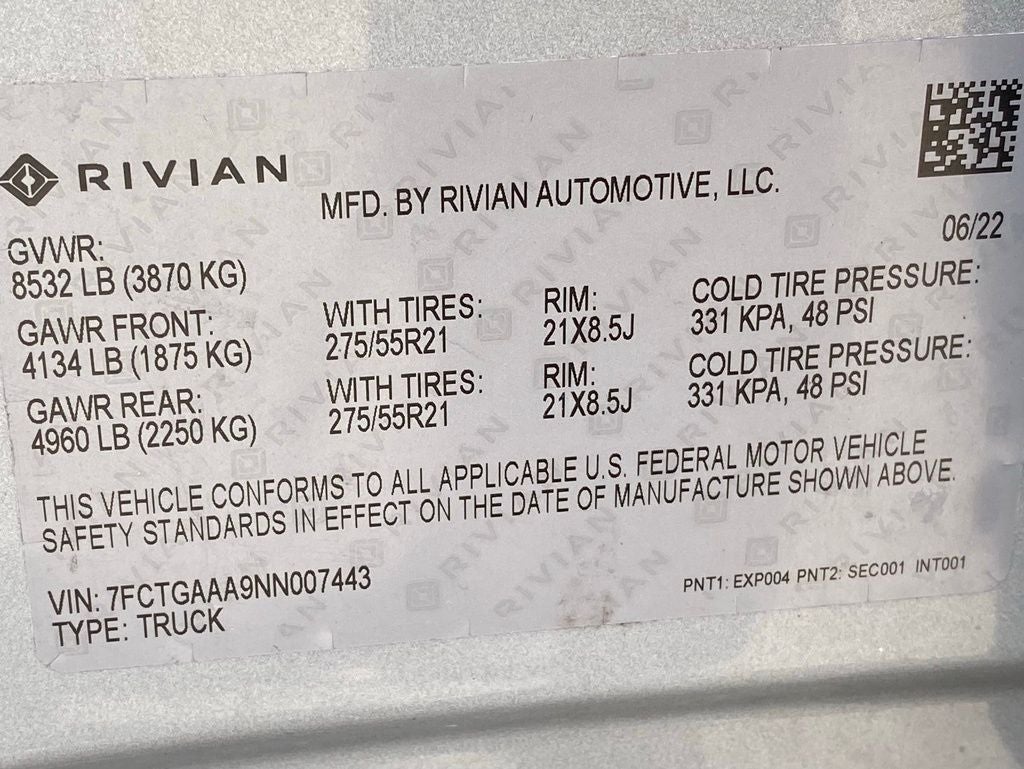 RIVIAN
MFD. BY RIVIAN AUTOMOTIVE, LLC.
06/22
GVWR:
8532 LB (3870 KG)
GAWR FRONT:
4134 LB (1875 KG)
WITH TIRES:
275/55R21
RIM:
21X8.5J
COLD TIRE PRESSURE:
331 KPA, 48 PSI
GAWR REAR:
4960 LB (2250 KG)
WITH TIRES:
275/55R21
RIM:
21X8.5J
COLD TIRE PRESSURE:
331 KPA, 48 PSI
THIS VEHICLE CONFORMS TO ALL APPLICABLE U.S. FEDERAL MOTOR VEHICLE
SAFETY STANDARDS IN EFFECT ON THE DATE OF MANUFACTURE SHOWN ABOVE.
VIN: 7FCTGAAA9NN007443
TYPE: TRUCK
PNT1: EXP004 PNT2: SEC001 INT001